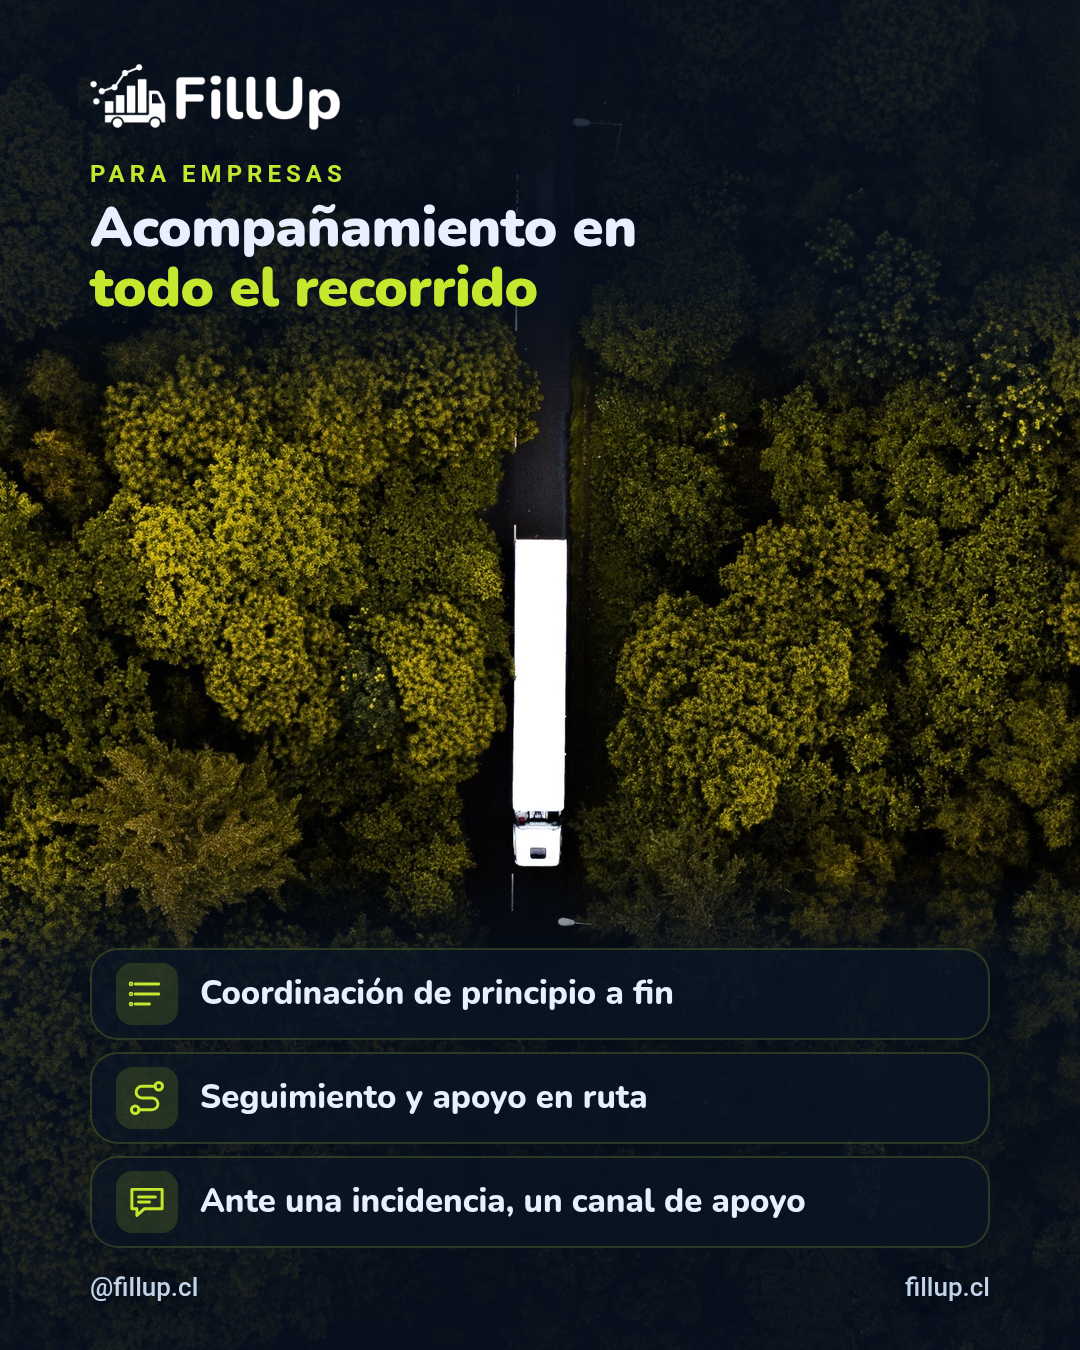 FillUp
PARA EMPRESAS
Acompañamiento en
todo el recorrido
Coordinación de principio a fin
Seguimiento y apoyo en ruta
Ante una incidencia, un canal de apoyo
@fillup.cl
fillup.cl